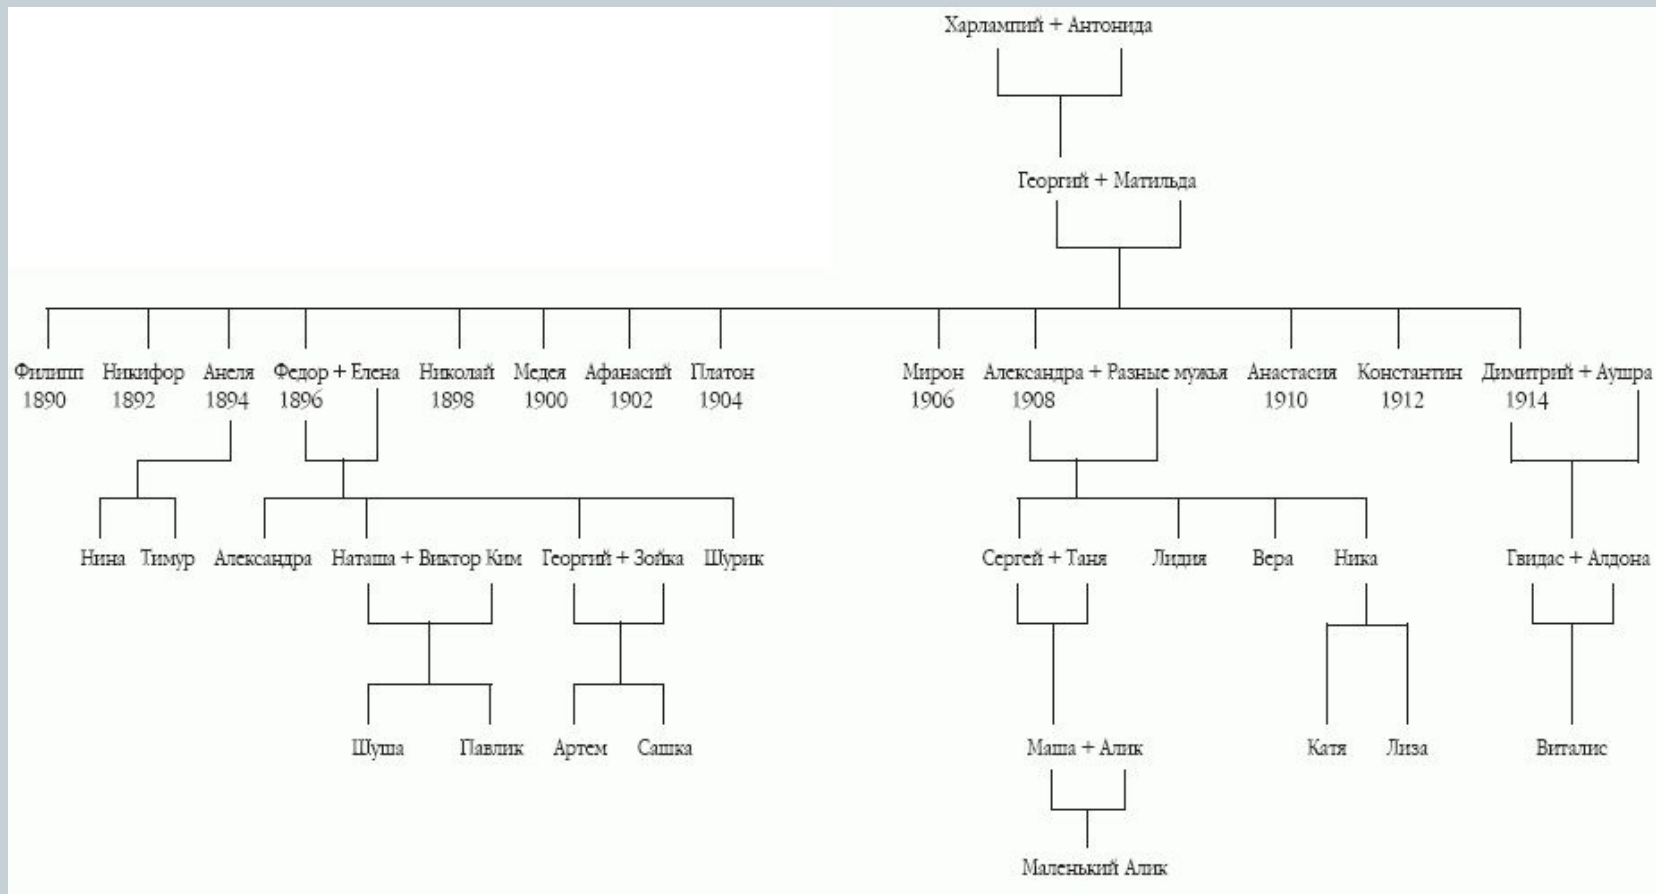 Харлампий + Антонида
Георгий + Матильда
Филипп Никифор Анеля Федор + Елена Николай Медея Афанасий Платон Мирон Александра + Разные мужья Анастасия Константин Димитрий + Аушра
1890 1892 1894 1896 1898 1900 1902 1904 1906 1908 1910 1912 1914
Нина Тимур Александра Наташа + Виктор Ким Георгий + Зойка Шурик Сергей + Таня Лидия Вера Ника Гвидас + Алдона
Шуша Павлик Артем Сашка Маша + Алик Катя Лиза Виталис
Маленький Алик